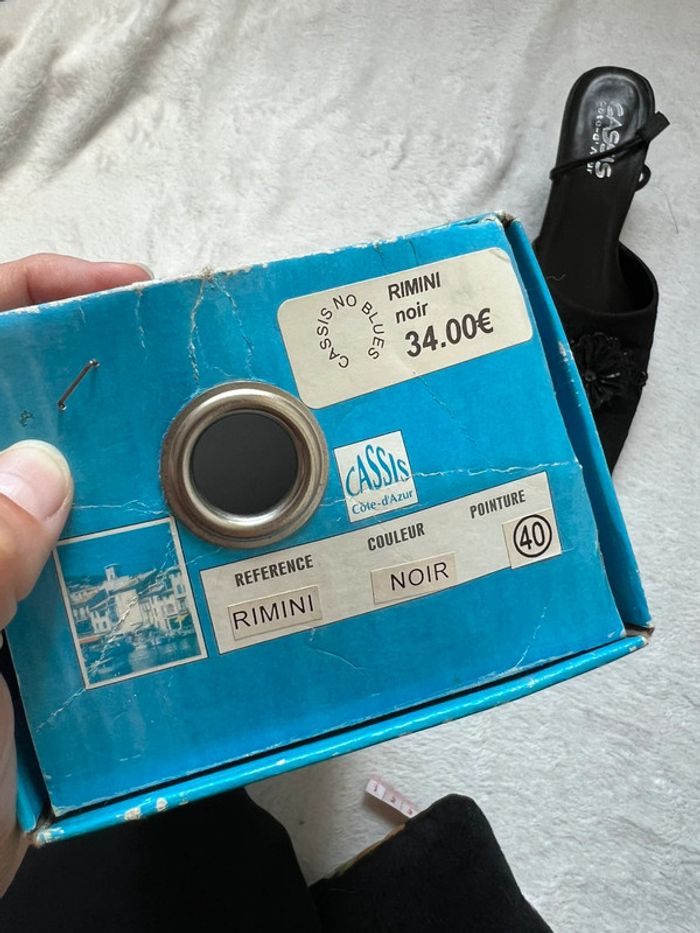 CASSIS
Côte-d'Azur
CASSIS NO BLUES
RIMINI
noir
34.00€
CASSIS
Côte-d'Azur
REFERENCE
COULEUR
POINTURE
RIMINI
NOIR
40